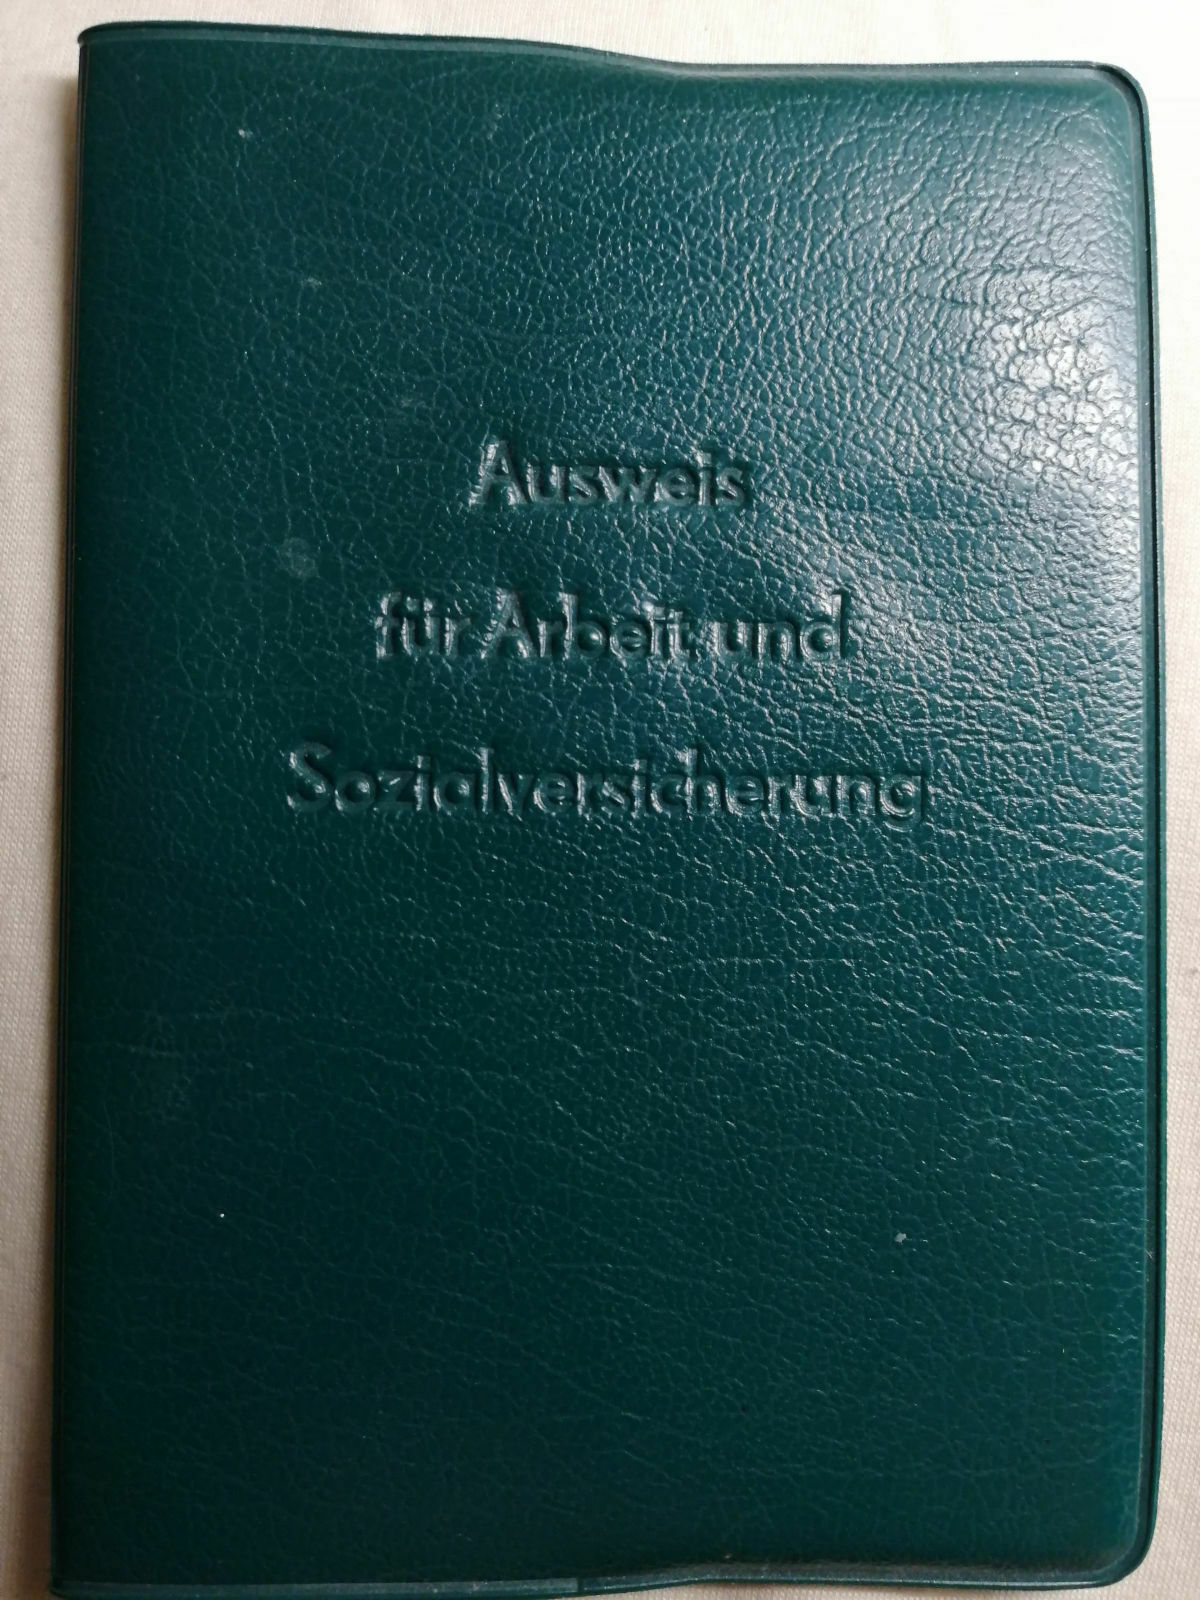 Ausweis
für Arbeit und
Sozialversicherung